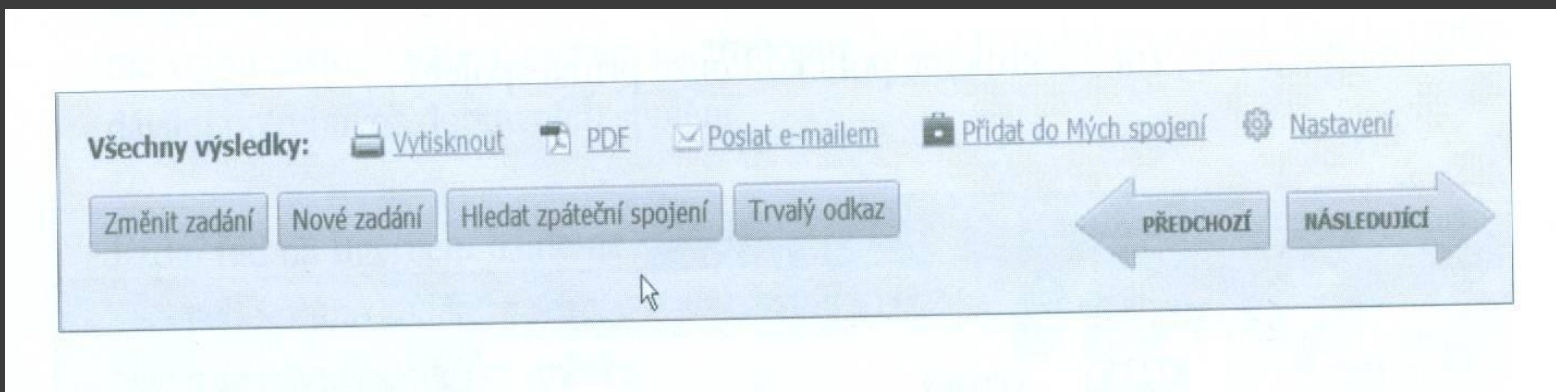 Všechny výsledky: Vytisknout PDF Poslat e-mailem Přidat do Mých spojení Nastavení
Změnit zadání Nové zadání Hledat zpáteční spojení Trvalý odkaz PŘEDCHOZÍ NÁSLEDUJÍCÍ